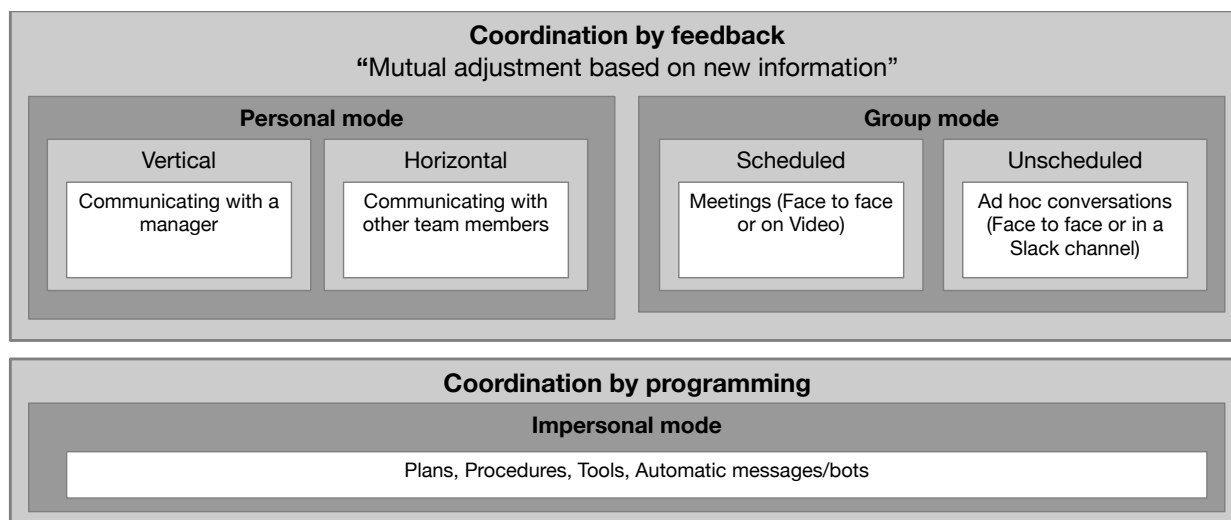 Coordination by feedback
“Mutual adjustment based on new information”
Personal mode
Vertical
Communicating with a
manager
Horizontal
Communicating with
other team members
Group mode
Scheduled
Meetings (Face to face
or on Video)
Unscheduled
Ad hoc conversations
(Face to face or in a
Slack channel)
Coordination by programming
Impersonal mode
Plans, Procedures, Tools, Automatic messages/bots